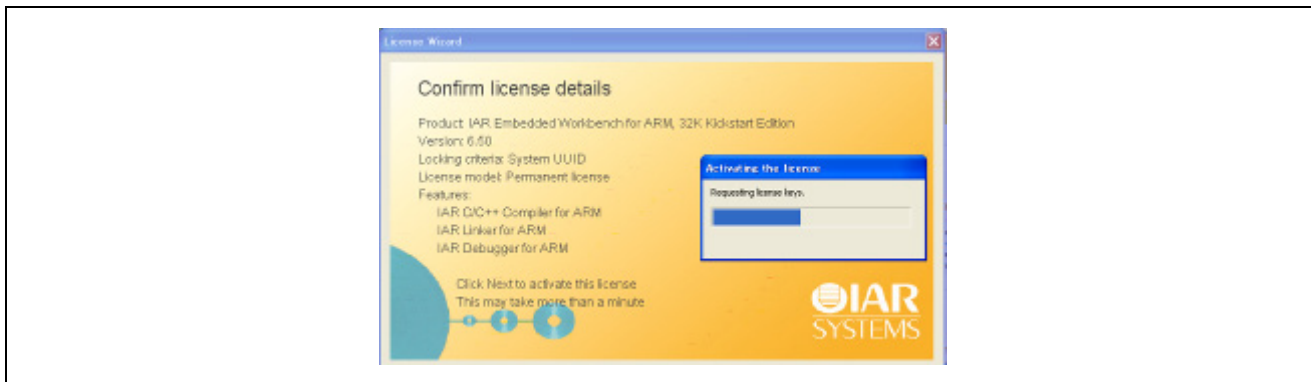 License Wizard
Confirm license details
Product: IAR Embedded Workbench for ARM, 32K Kickstart Edition
Version: 6.60
Locking criteria: System UUID
License model: Permanent license
Features:
IAR C/C++ Compiler for ARM
IAR Linker for ARM
IAR Debugger for ARM
Click Next to activate this license
This may take more than a minute
Activating the license
Requesting license keys.
IAR
SYSTEMS